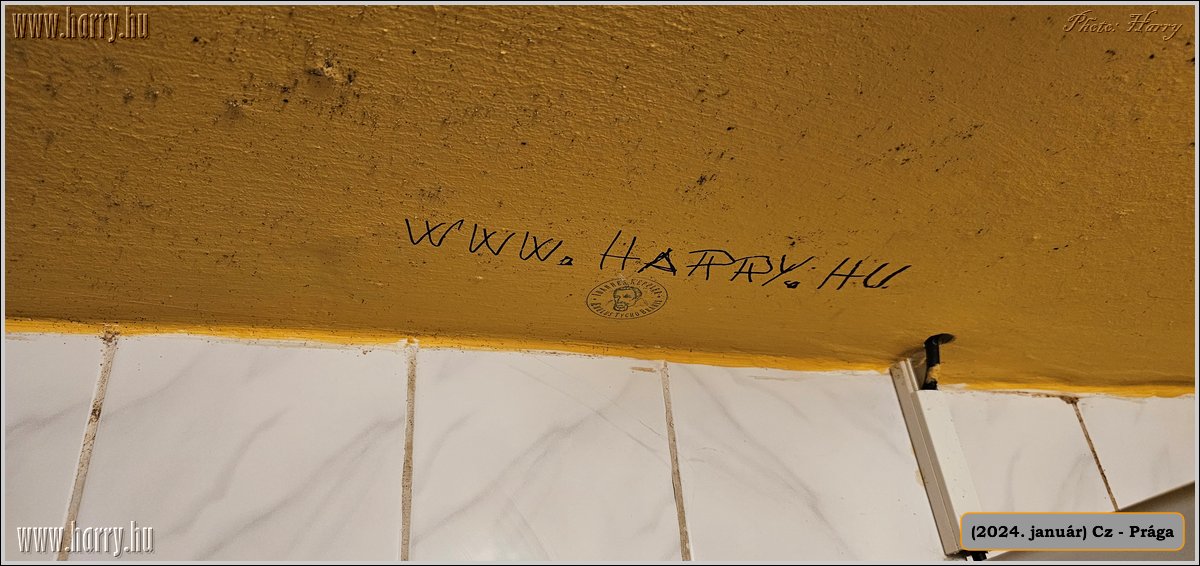 www.harry.hu
Photo: Harry
WWW.HARRY.HU
www.harry.hu
(2024. január) Cz - Prága